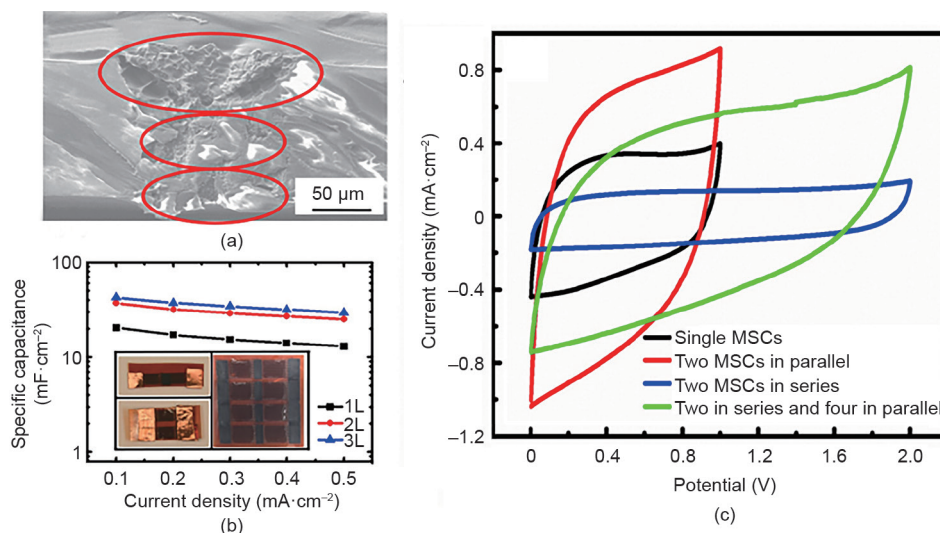 50 μm
(a)
Specific capacitance
(mF·cm⁻²)
100
10
1
1L
2L
3L
0.1 0.2 0.3 0.4 0.5
Current density (mA·cm⁻²)
(b)
Current density (mA·cm⁻²)
0.8
0.4
0
−0.4
−0.8
−1.2
Single MSCs
Two MSCs in parallel
Two MSCs in series
Two in series and four in parallel
0 0.4 0.8 1.2 1.6 2.0
Potential (V)
(c)